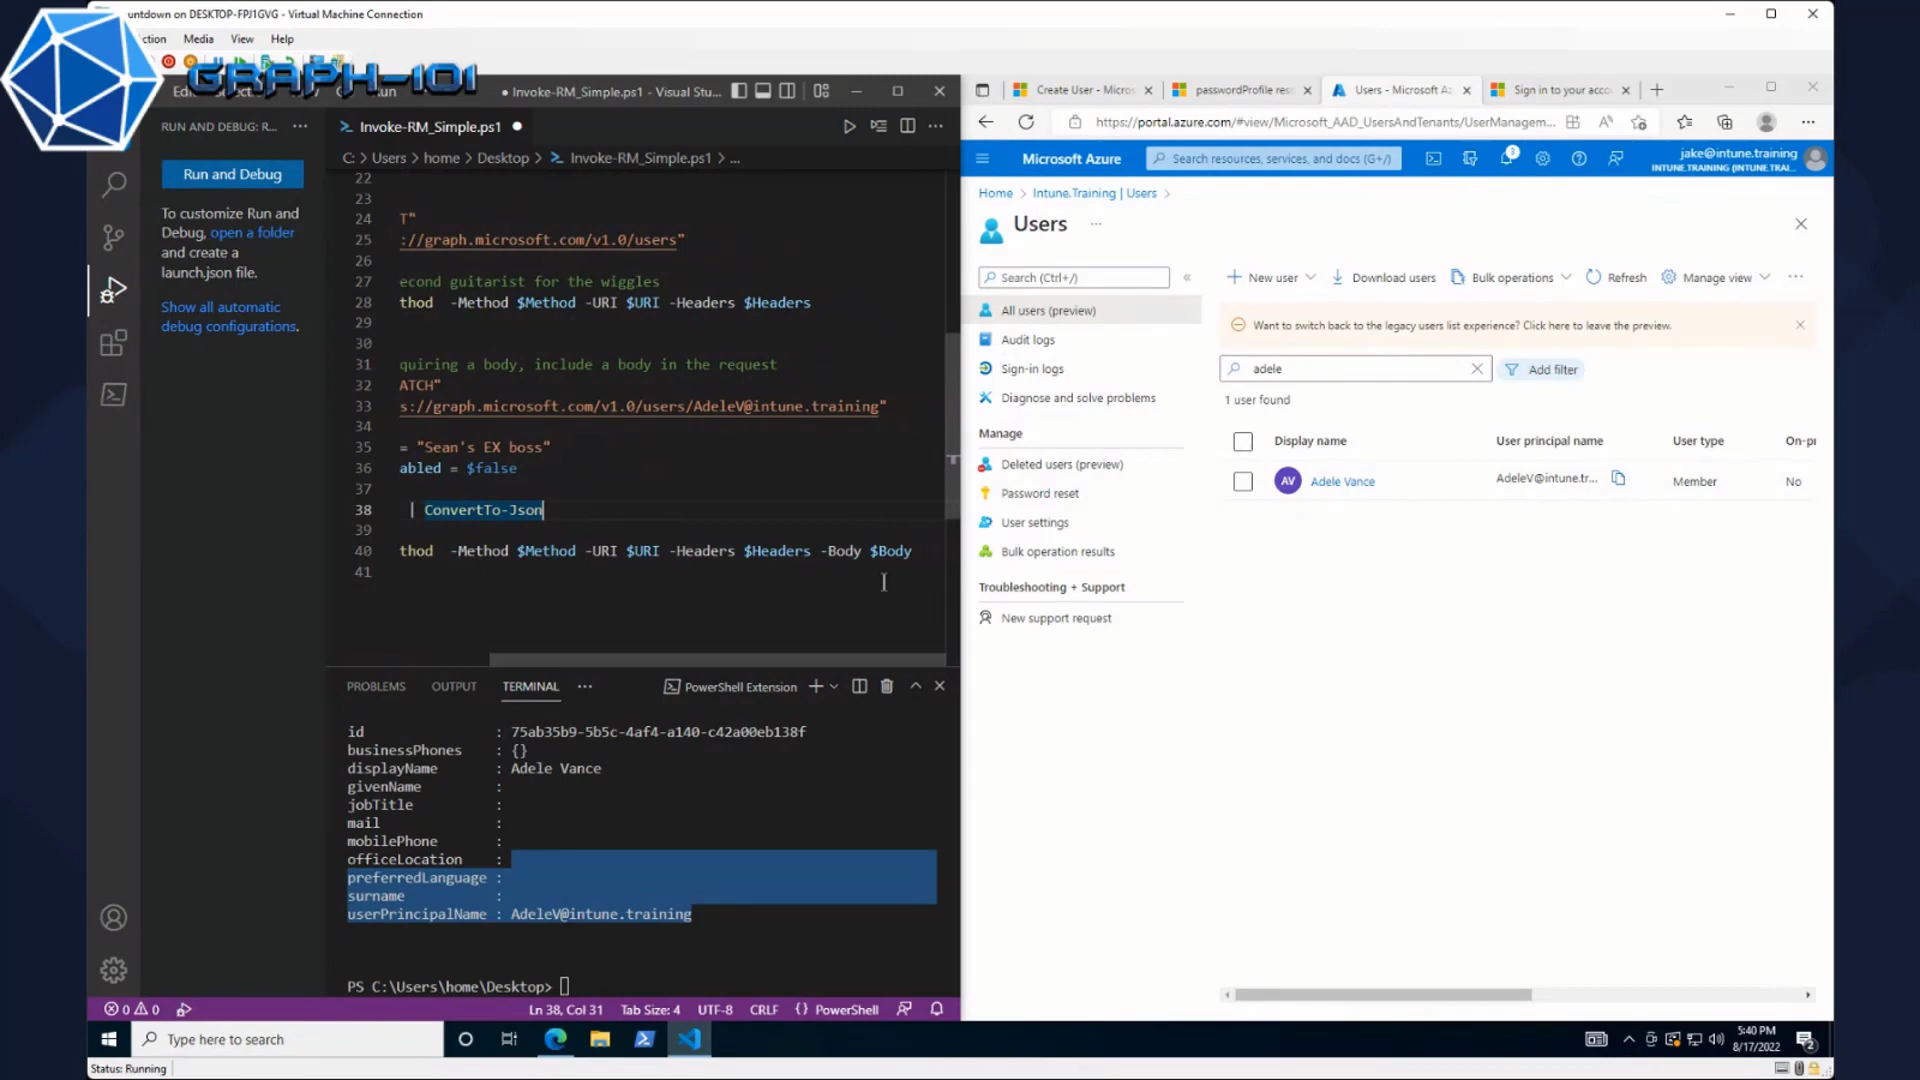 untdown on DESKTOP-FPJ1GVG - Virtual Machine Connection
ction Media View Help
GRAPH-101
Invoke-RM_Simple.ps1 - Visual Stu...
RUN AND DEBUG: R...
Run and Debug
To customize Run and
Debug, open a folder
and create a
launch.json file.
Show all automatic
debug configurations.
Invoke-RM_Simple.ps1
C: > Users > home > Desktop > Invoke-RM_Simple.ps1 > ...
22
23
24 T"
25 ://graph.microsoft.com/v1.0/users"
26
27 econd guitarist for the wiggles
28 thod -Method $Method -URI $URI -Headers $Headers
29
30
31 quiring a body, include a body in the request
32 ATCH"
33 s://graph.microsoft.com/v1.0/users/AdeleV@intune.training"
34
35 = "Sean's EX boss"
36 abled = $false
37
38 | ConvertTo-Json
39
40 thod -Method $Method -URI $URI -Headers $Headers -Body $Body
41
PROBLEMS OUTPUT TERMINAL ... PowerShell Extension
id : 75ab35b9-5b5c-4af4-a140-c42a00eb138f
businessPhones : {}
displayName : Adele Vance
givenName :
jobTitle :
mail :
mobilePhone :
officeLocation :
preferredLanguage :
surname :
userPrincipalName : AdeleV@intune.training
PS C:\Users\home\Desktop>
0 0 Ln 38, Col 31 Tab Size: 4 UTF-8 CRLF {} PowerShell
Create User - Micros
passwordProfile reso
Users - Microsoft Az
Sign in to your acco
https://portal.azure.com/#view/Microsoft_AAD_UsersAndTenants/UserManagem...
Microsoft Azure
Search resources, services, and docs (G+/)
3
jake@intune.training
INTUNE.TRAINING (INTUNE.TRAI...
Home > Intune.Training | Users >
Users ...
Search (Ctrl+/)
«
All users (preview)
Audit logs
Sign-in logs
Diagnose and solve problems
Manage
Deleted users (preview)
Password reset
User settings
Bulk operation results
Troubleshooting + Support
New support request
New user Download users Bulk operations Refresh Manage view ...
Want to switch back to the legacy users list experience? Click here to leave the preview.
adele
Add filter
1 user found
Display name User principal name User type On-pr
AV Adele Vance AdeleV@intune.tr... Member No
Type here to search
5:40 PM
8/17/2022
2
Status: Running